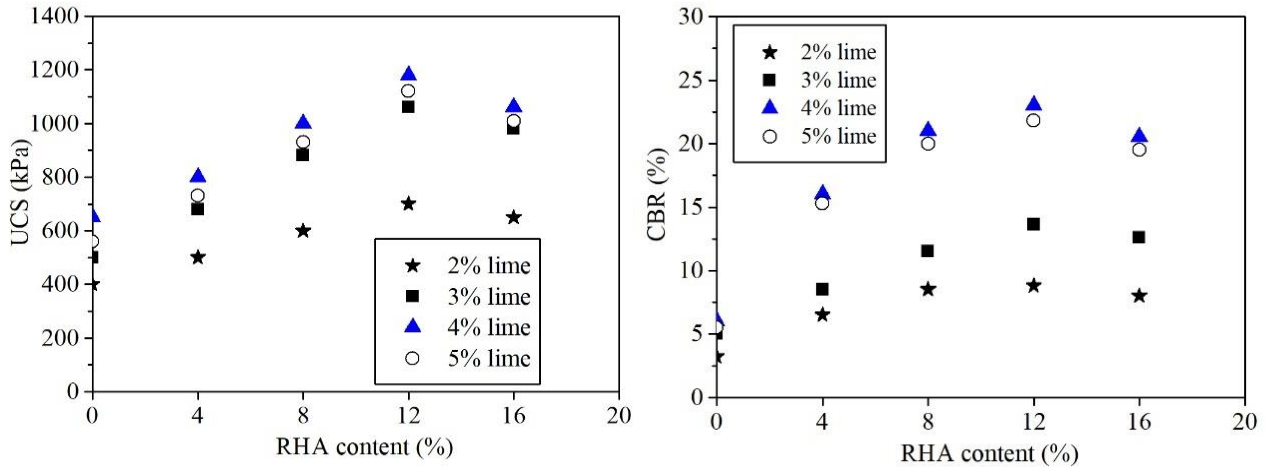 1400
1200
1000
800
600
400
200
0
UCS (kPa)
2% lime
3% lime
4% lime
5% lime
0 4 8 12 16 20
RHA content (%)
30
25
20
15
10
5
0
CBR (%)
2% lime
3% lime
4% lime
5% lime
0 4 8 12 16 20
RHA content (%)